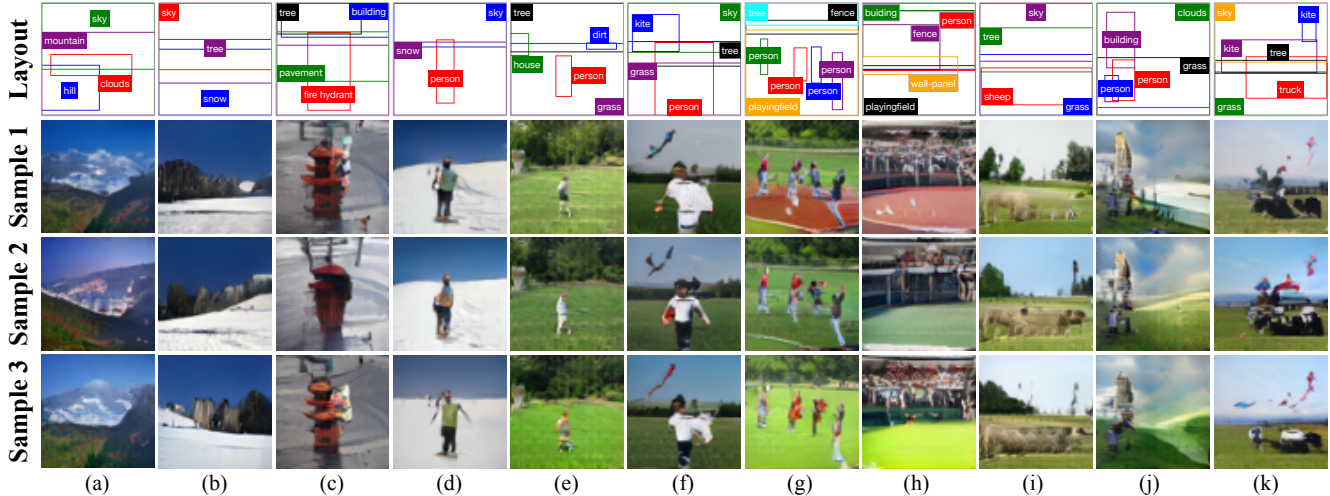 Layout
sky
mountain
clouds
hill
sky
tree
snow
tree
building
pavement
fire hydrant
sky
snow
person
tree
dirt
house
person
grass
sky
kite
tree
grass
person
tree
fence
person
person
person
person
playingfield
buiding
person
fence
wall-panel
playingfield
sky
tree
sheep
grass
clouds
building
grass
person
person
sky
kite
kite
tree
truck
grass
Sample 1
Sample 2
Sample 3
(a) (b) (c) (d) (e) (f) (g) (h) (i) (j) (k)